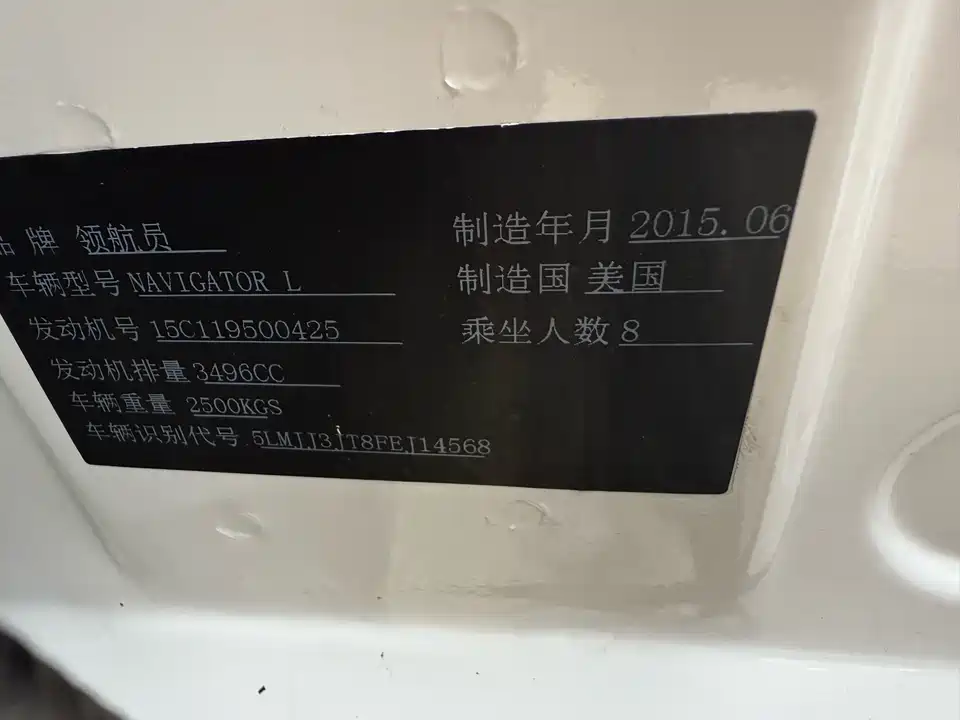 品 牌 领航员
制造年月 2015.06
车辆型号 NAVIGATOR L
制造国 美国
发动机号 15C119500425
乘坐人数 8
发动机排量 3496CC
车辆重量 2500KGS
车辆识别代号 5LMJJ3JT8FEJ14568